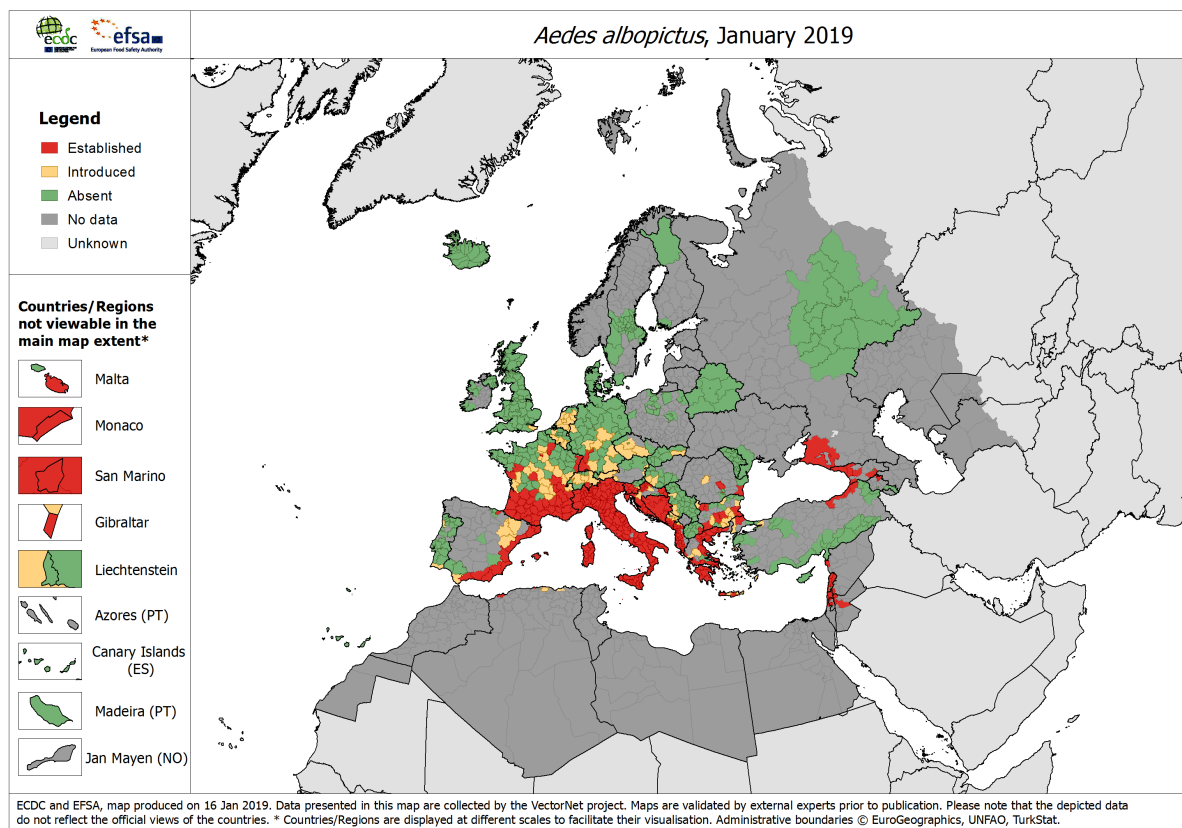 ecdc
efsa
European Food Safety Authority
Aedes albopictus, January 2019
Legend
Established
Introduced
Absent
No data
Unknown
Countries/Regions
not viewable in the
main map extent*
Malta
Monaco
San Marino
Gibraltar
Liechtenstein
Azores (PT)
Canary Islands
(ES)
Madeira (PT)
Jan Mayen (NO)
ECDC and EFSA, map produced on 16 Jan 2019. Data presented in this map are collected by the VectorNet project. Maps are validated by external experts prior to publication. Please note that the depicted data
do not reflect the official views of the countries. * Countries/Regions are displayed at different scales to facilitate their visualisation. Administrative boundaries © EuroGeographics, UNFAO, TurkStat.